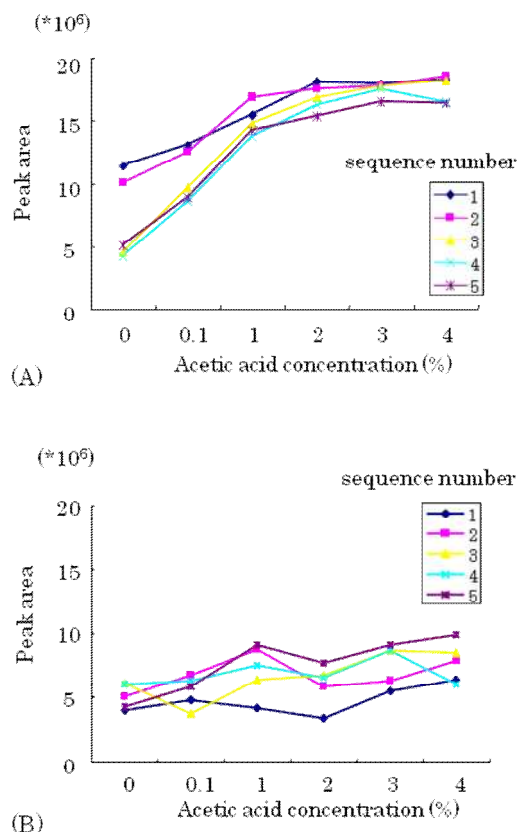 (*10⁶)
20
15
10
5
0
Peak area
sequence number
1
2
3
4
5
0 0.1 1 2 3 4
Acetic acid concentration (%)
(A)
(*10⁶)
sequence number
1
2
3
4
5
20
15
10
5
0
Peak area
0 0.1 1 2 3 4
Acetic acid concentration (%)
(B)